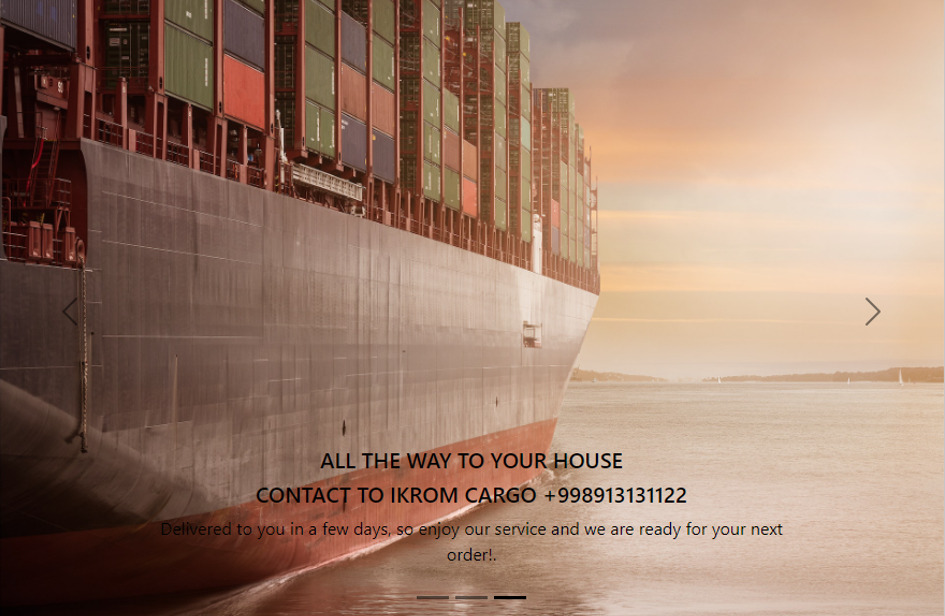 ALL THE WAY TO YOUR HOUSE
CONTACT TO IKROM CARGO +998913131122
Delivered to you in a few days, so enjoy our service and we are ready for your next
order!.